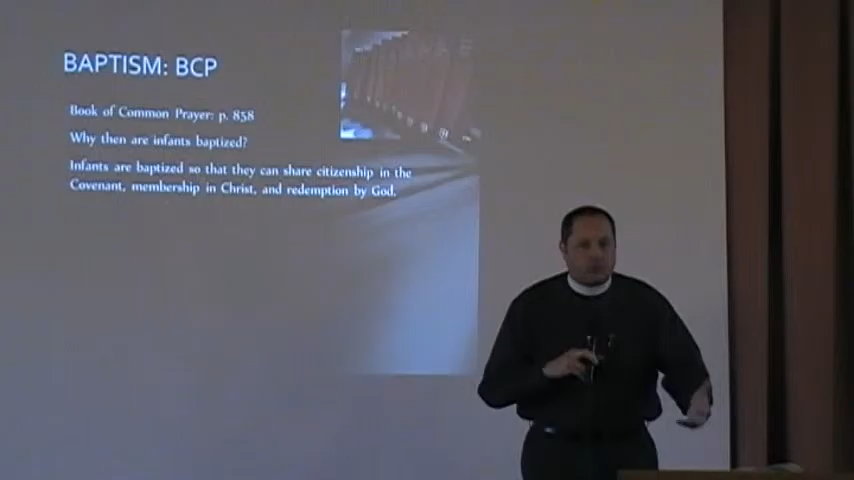 BAPTISM: BCP
Book of Common Prayer: p. 858
Why then are infants baptized?
Infants are baptized so that they can share citizenship in the
Covenant, membership in Christ, and redemption by God.